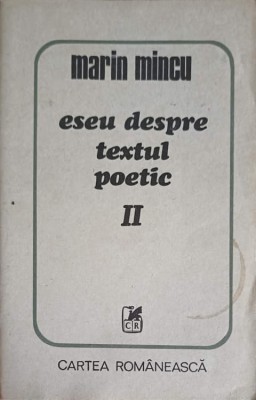 marin mincu
eseu despre
textul
poetic
II
CR
CARTEA ROMÂNEASCĂ